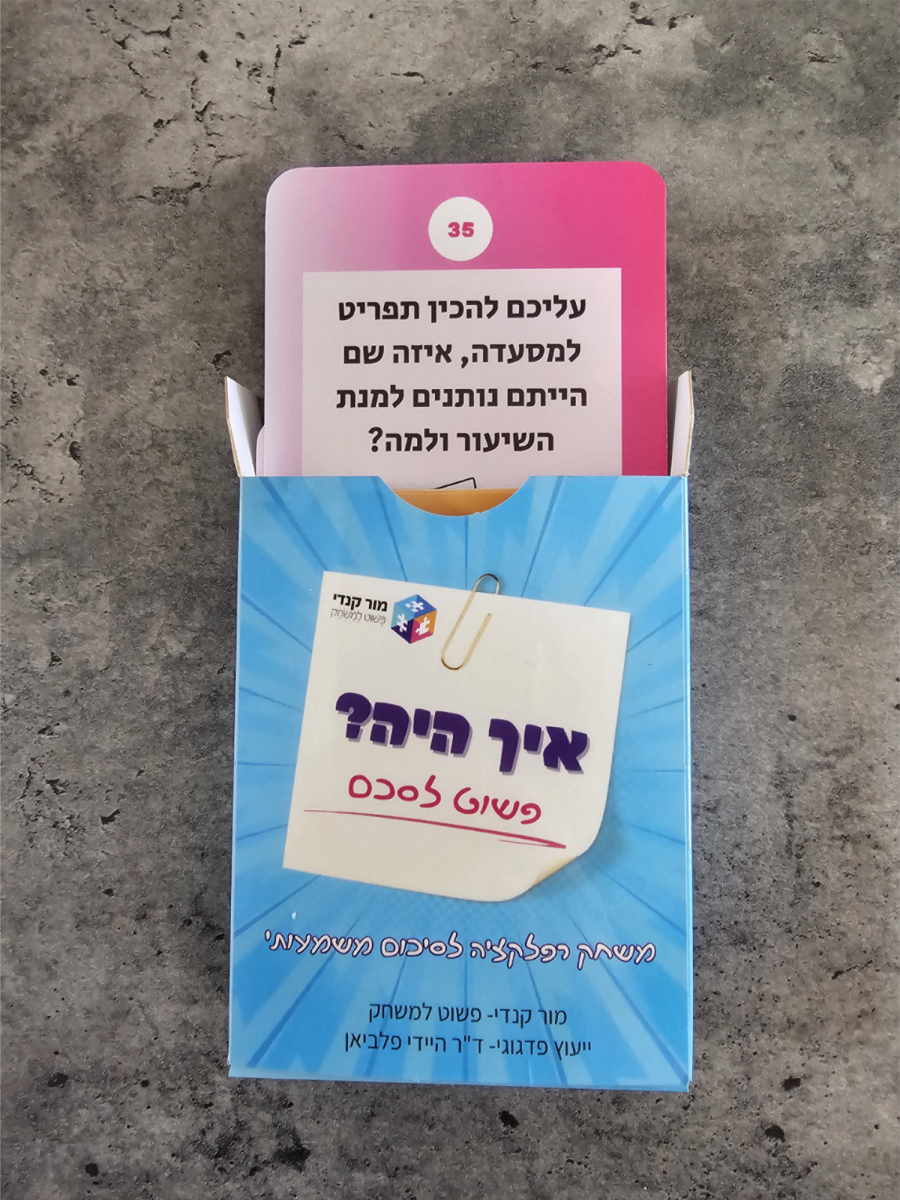 35
עליכם להכין תפריט
למסעדה, איזה שם
הייתם נותנים למנת
השיעור ולמה?
מור קנדי
פשוט לְמִשְׂחָק
איך היה?
פשוט לסכם
משחק רפלקציה לסיכום משמעותי
מור קנדי- פשוט למשחק
ייעוץ פדגוגי- ד"ר היידי פלביאן